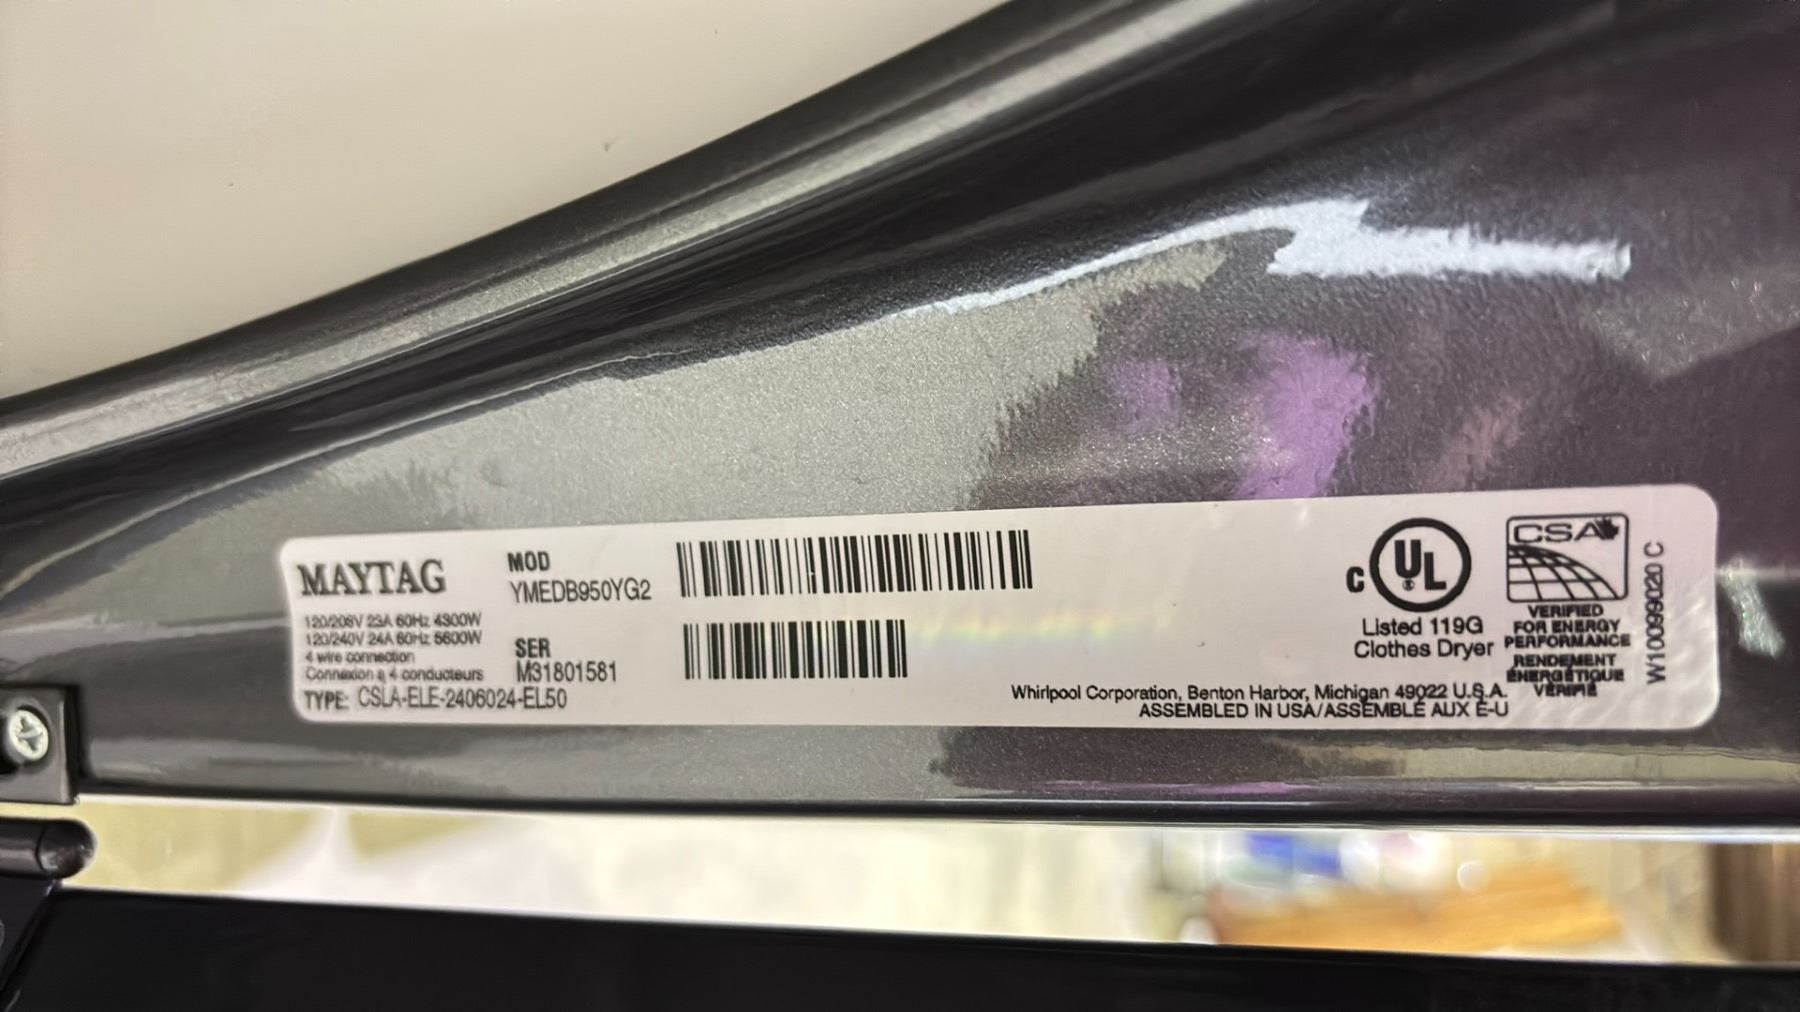 MAYTAG
120/208V 23A 60Hz 4300W
120/240V 24A 60Hz 5600W
4 wire connection
Connexion à 4 conducteurs
TYPE: CSLA-ELE-2406024-EL50
MOD
YMEDB950YG2
SER
M31801581
C UL
Listed 119G
Clothes Dryer
CSA
VERIFIED
FOR ENERGY
PERFORMANCE
RENDEMENT
ÉNERGÉTIQUE
VÉRIFIÉ
Whirlpool Corporation, Benton Harbor, Michigan 49022 U.S.A.
ASSEMBLED IN USA/ASSEMBLÉ AUX E-U
W10099020 C